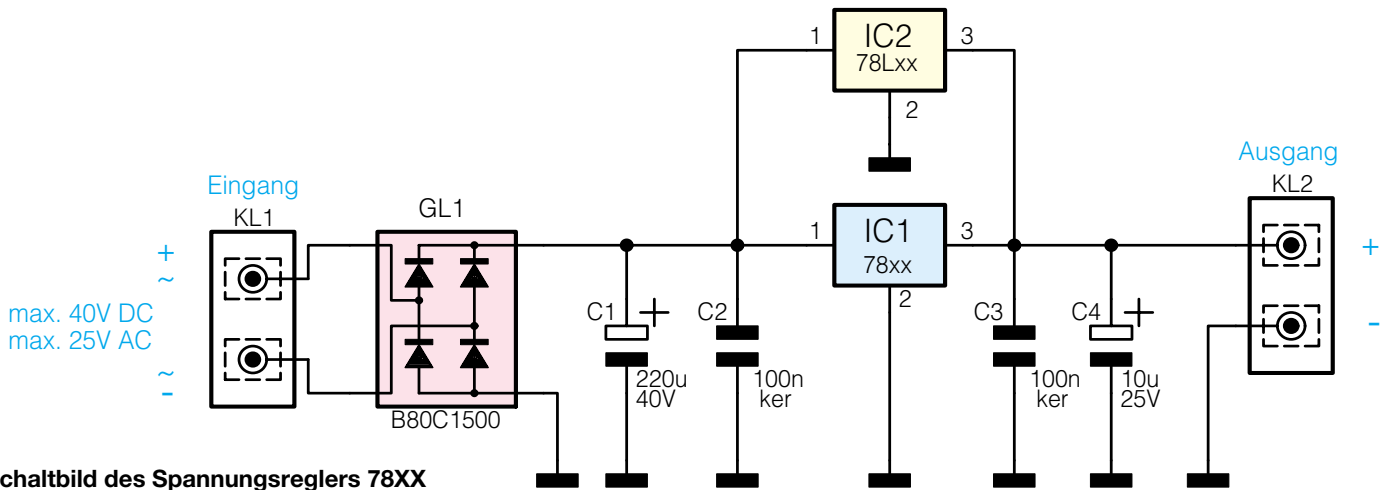 1
IC2
78Lxx
3
2
Ausgang
KL2
Eingang
KL1
GL1
1
IC1
78xx
3
2
+
~
max. 40V DC
max. 25V AC
~
-
B80C1500
C1
+
220u
40V
C2
100n
ker
C3
100n
ker
C4
+
10u
25V
+
-
chaltbild des Spannungsreglers 78XX